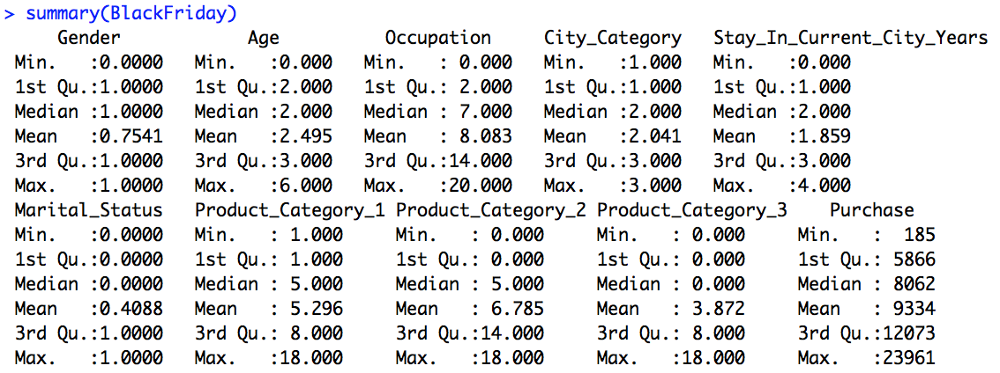 > summary(BlackFriday)
Gender Age Occupation City_Category Stay_In_Current_City_Years
Min. :0.0000 Min. :0.000 Min. : 0.000 Min. :1.000 Min. :0.000
1st Qu.:1.0000 1st Qu.:2.000 1st Qu.: 2.000 1st Qu.:1.000 1st Qu.:1.000
Median :1.0000 Median :2.000 Median : 7.000 Median :2.000 Median :2.000
Mean :0.7541 Mean :2.495 Mean : 8.083 Mean :2.041 Mean :1.859
3rd Qu.:1.0000 3rd Qu.:3.000 3rd Qu.:14.000 3rd Qu.:3.000 3rd Qu.:3.000
Max. :1.0000 Max. :6.000 Max. :20.000 Max. :3.000 Max. :4.000
Marital_Status Product_Category_1 Product_Category_2 Product_Category_3 Purchase
Min. :0.0000 Min. : 1.000 Min. : 0.000 Min. : 0.000 Min. : 185
1st Qu.:0.0000 1st Qu.: 1.000 1st Qu.: 0.000 1st Qu.: 0.000 1st Qu.: 5866
Median :0.0000 Median : 5.000 Median : 5.000 Median : 0.000 Median : 8062
Mean :0.4088 Mean : 5.296 Mean : 6.785 Mean : 3.872 Mean : 9334
3rd Qu.:1.0000 3rd Qu.: 8.000 3rd Qu.:14.000 3rd Qu.: 8.000 3rd Qu.:12073
Max. :1.0000 Max. :18.000 Max. :18.000 Max. :18.000 Max. :23961